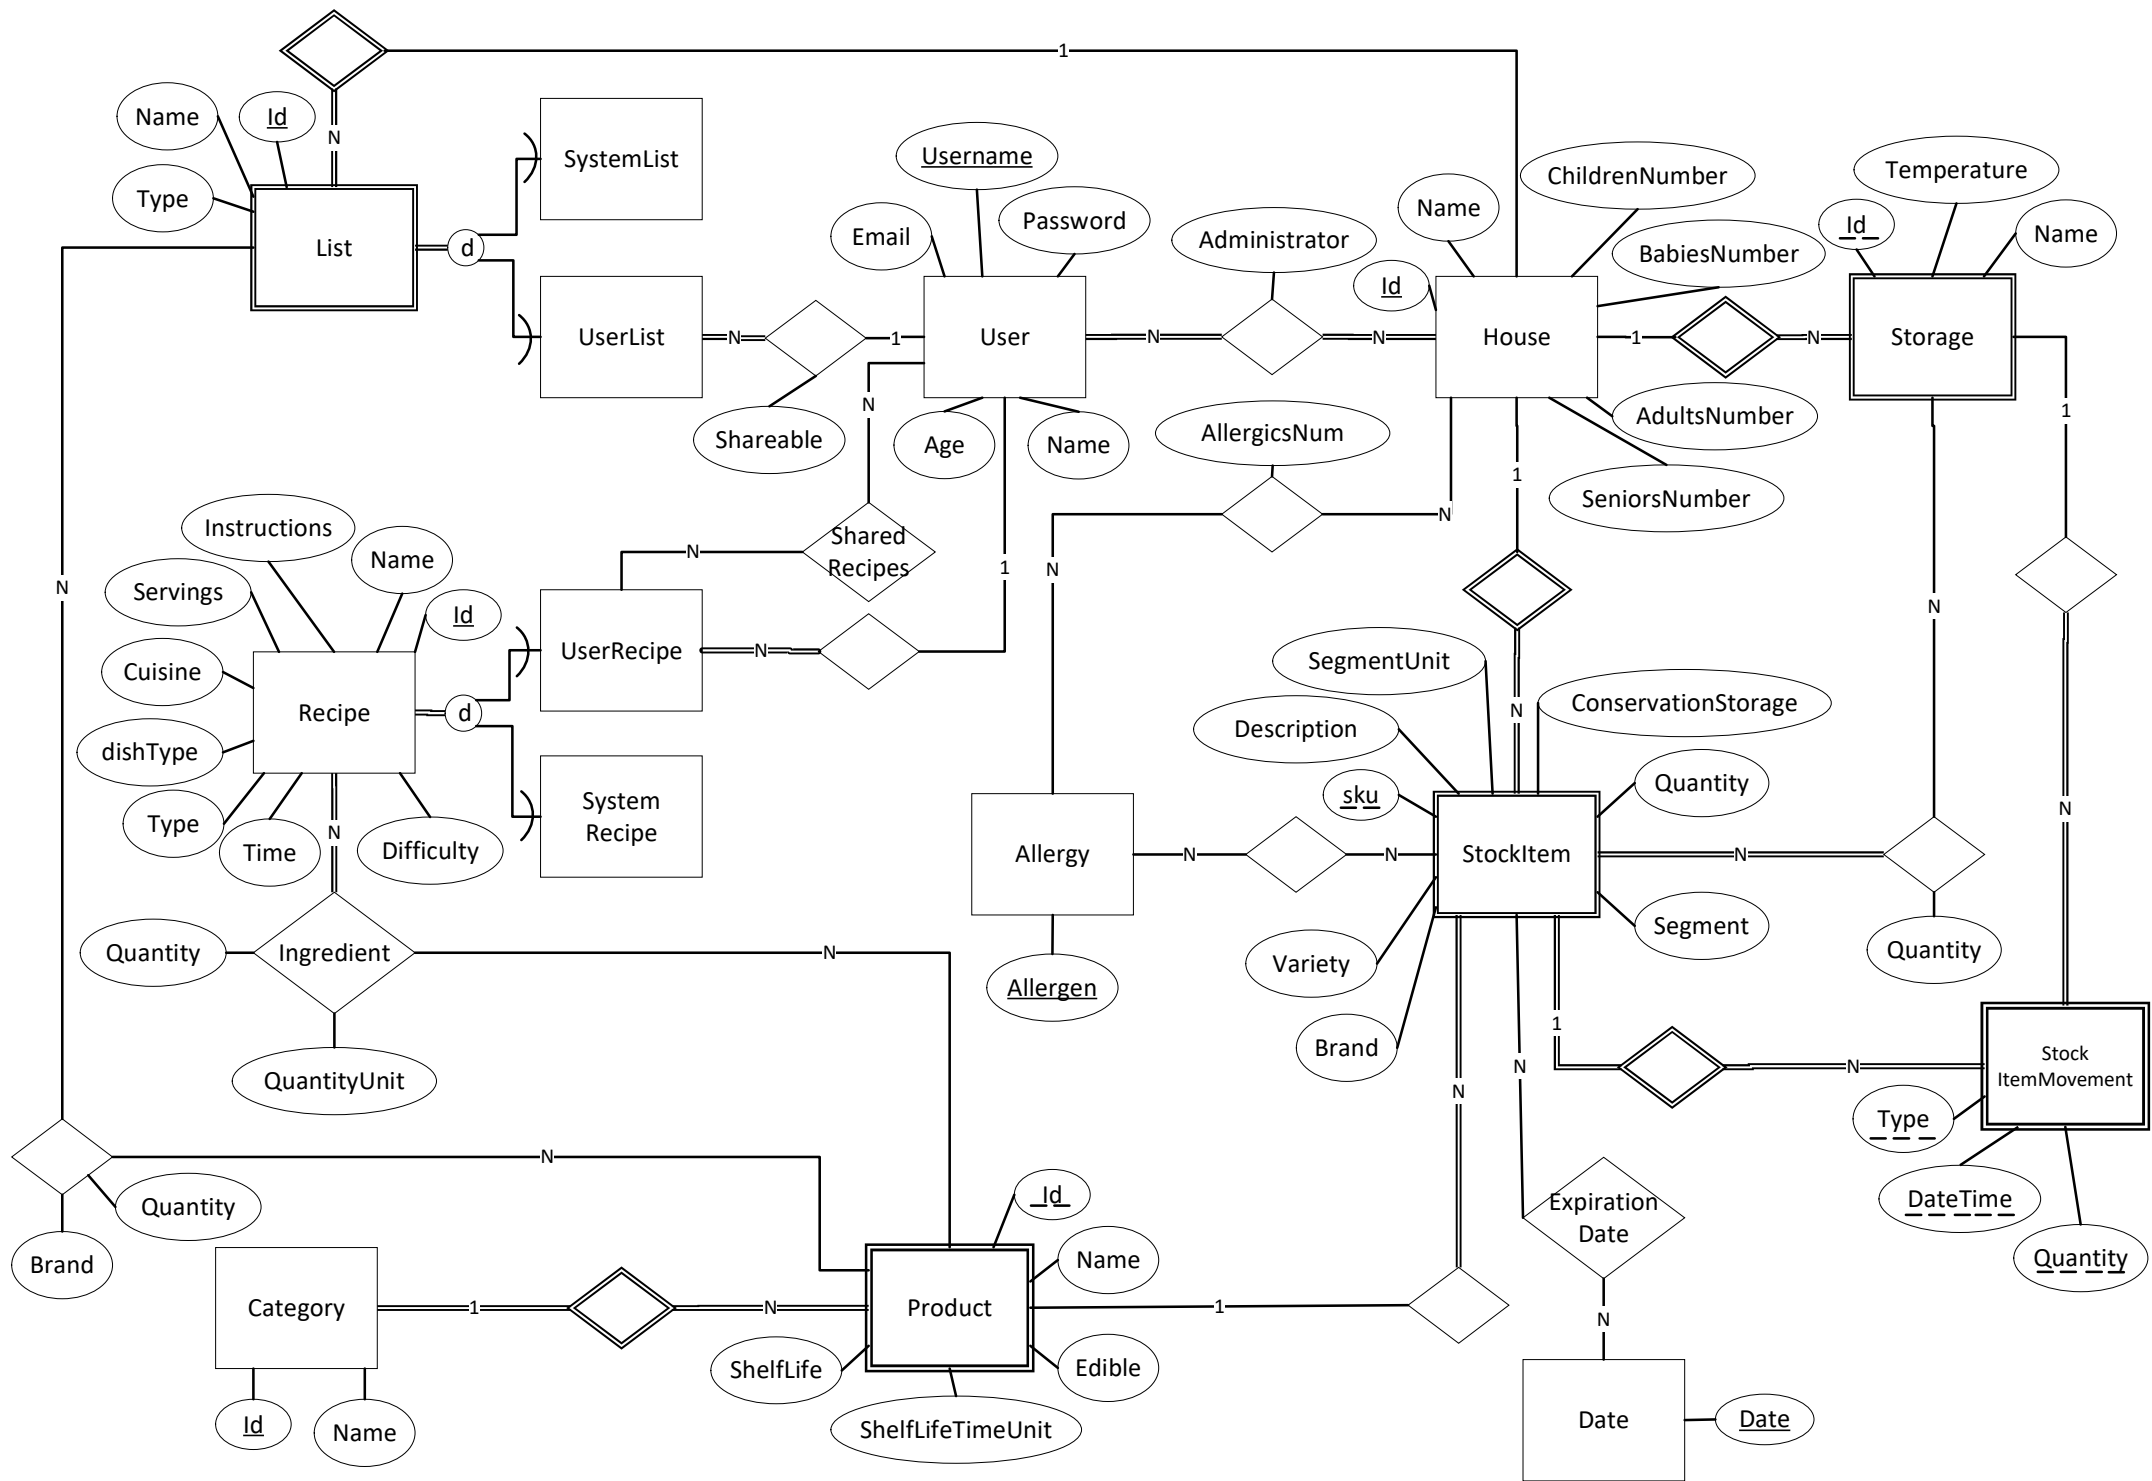 1
Name
Id
N
SystemList
Username
ChildrenNumber
Temperature
Type
Password
Name
Id
Email
Administrator
Name
List
d
BabiesNumber
Id
UserList
N
1
User
N
N
House
1
N
Storage
Shareable
N
Age
Name
AllergicsNum
AdultsNumber
1
1
SeniorsNumber
Instructions
N
Name
Shared
Recipes
N
N
1
N
N
Servings
Id
Cuisine
UserRecipe
N
SegmentUnit
ConservationStorage
Recipe
d
N
Description
dishType
Quantity
sku
System
Recipe
Type
Time
Difficulty
N
N
Allergy
N
N
StockItem
N
Segment
Quantity
Ingredient
N
Quantity
Variety
Allergen
Brand
1
QuantityUnit
N
N
N
Stock
ItemMovement
Type
N
Quantity
Id
Expiration
Date
DateTime
Brand
Name
Quantity
Category
1
N
Product
1
N
ShelfLife
Edible
Id
Name
ShelfLifeTimeUnit
Date
Date